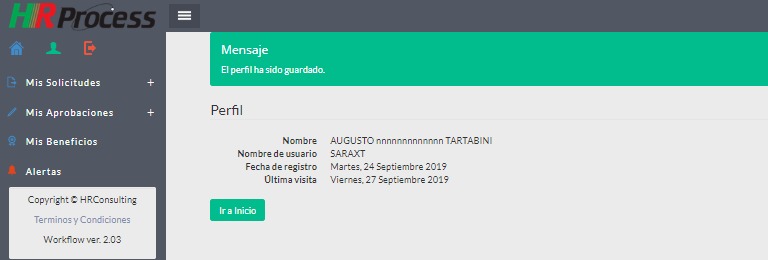 HRProcess
Mensaje
El perfil ha sido guardado.
Mis Solicitudes +
Mis Aprobaciones +
Mis Beneficios
Alertas
Copyright © HRConsulting
Terminos y Condiciones
Workflow ver. 2.03
Perfil
Nombre AUGUSTO nnnnnnnnnnnnn TARTABINI
Nombre de usuario SARAXT
Fecha de registro Martes, 24 Septiembre 2019
Última visita Viernes, 27 Septiembre 2019
Ir a Inicio